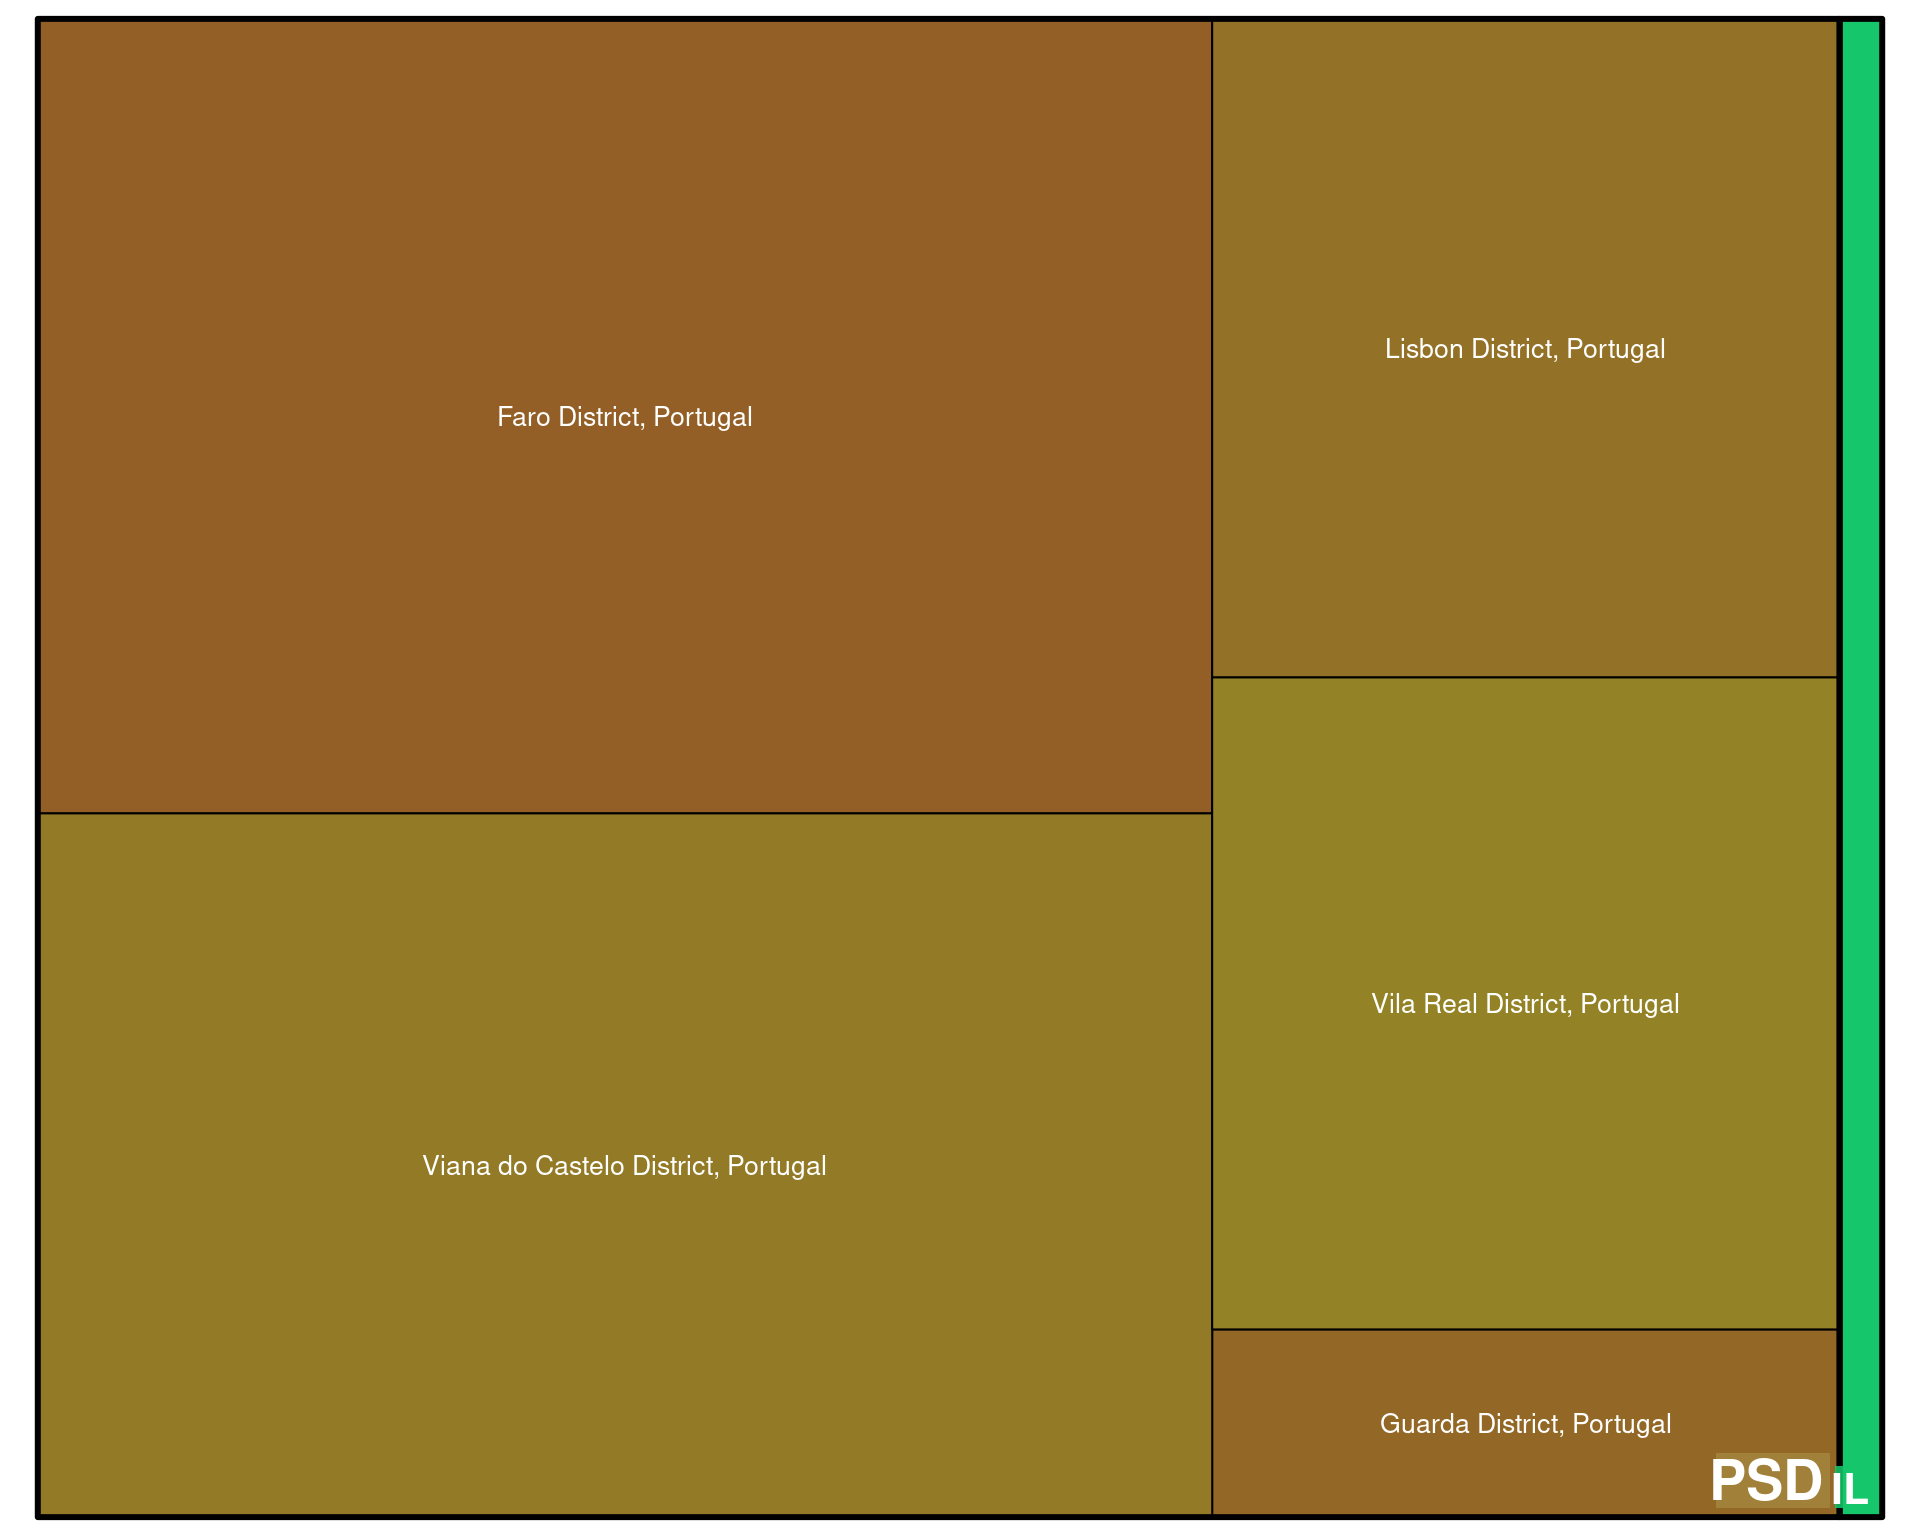 Faro District, Portugal
Lisbon District, Portugal
Viana do Castelo District, Portugal
Vila Real District, Portugal
Guarda District, Portugal
PSD
IL